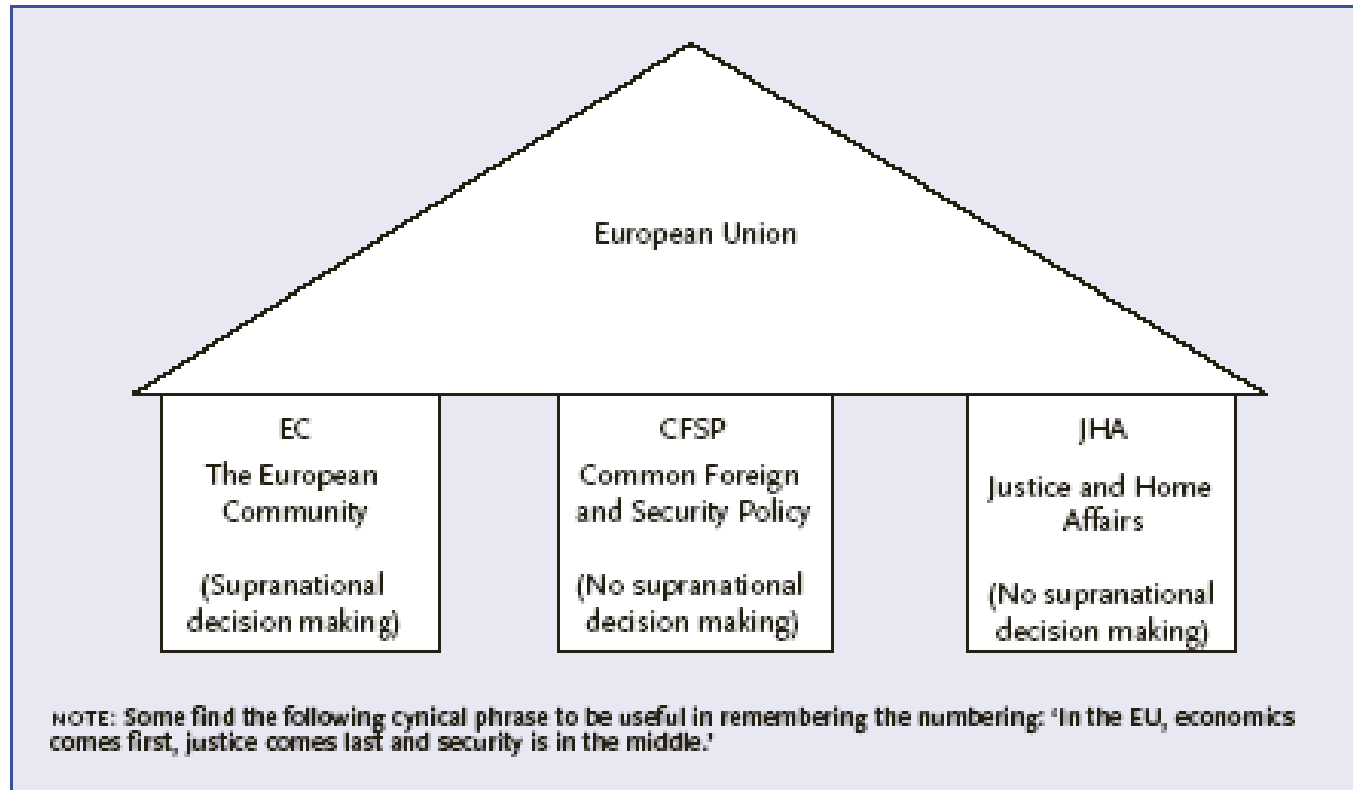 European Union
EC
The European
Community
(Supranational
decision making)
CFSP
Common Foreign
and Security Policy
(No supranational
decision making)
JHA
Justice and Home
Affairs
(No supranational
decision making)
NOTE: Some find the following cynical phrase to be useful in remembering the numbering: ‘In the EU, economics
comes first, justice comes last and security is in the middle.’